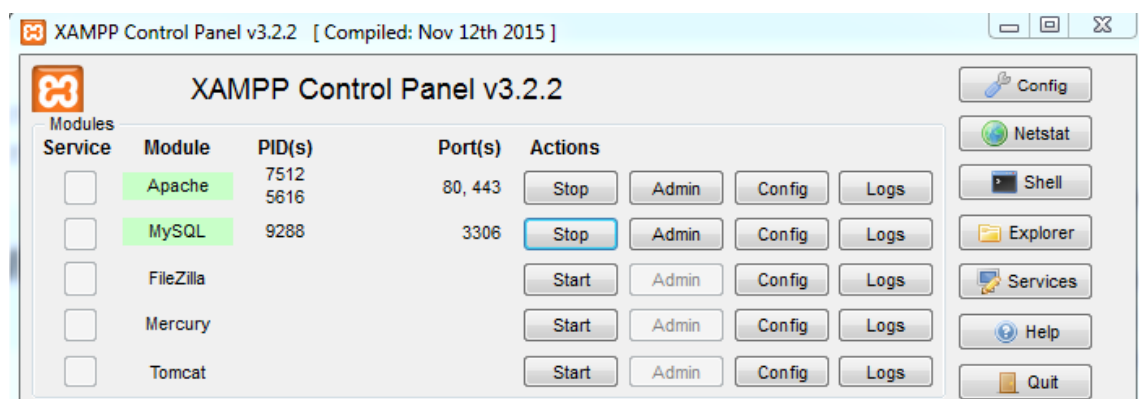 XAMPP Control Panel v3.2.2 [ Compiled: Nov 12th 2015 ]
XAMPP Control Panel v3.2.2
Config
Modules
Netstat
Service Module PID(s) Port(s) Actions
Apache 7512 5616 80, 443 Stop Admin Config Logs
Shell
MySQL 9288 3306 Stop Admin Config Logs
Explorer
FileZilla Start Admin Config Logs
Services
Mercury Start Admin Config Logs
Help
Tomcat Start Admin Config Logs
Quit